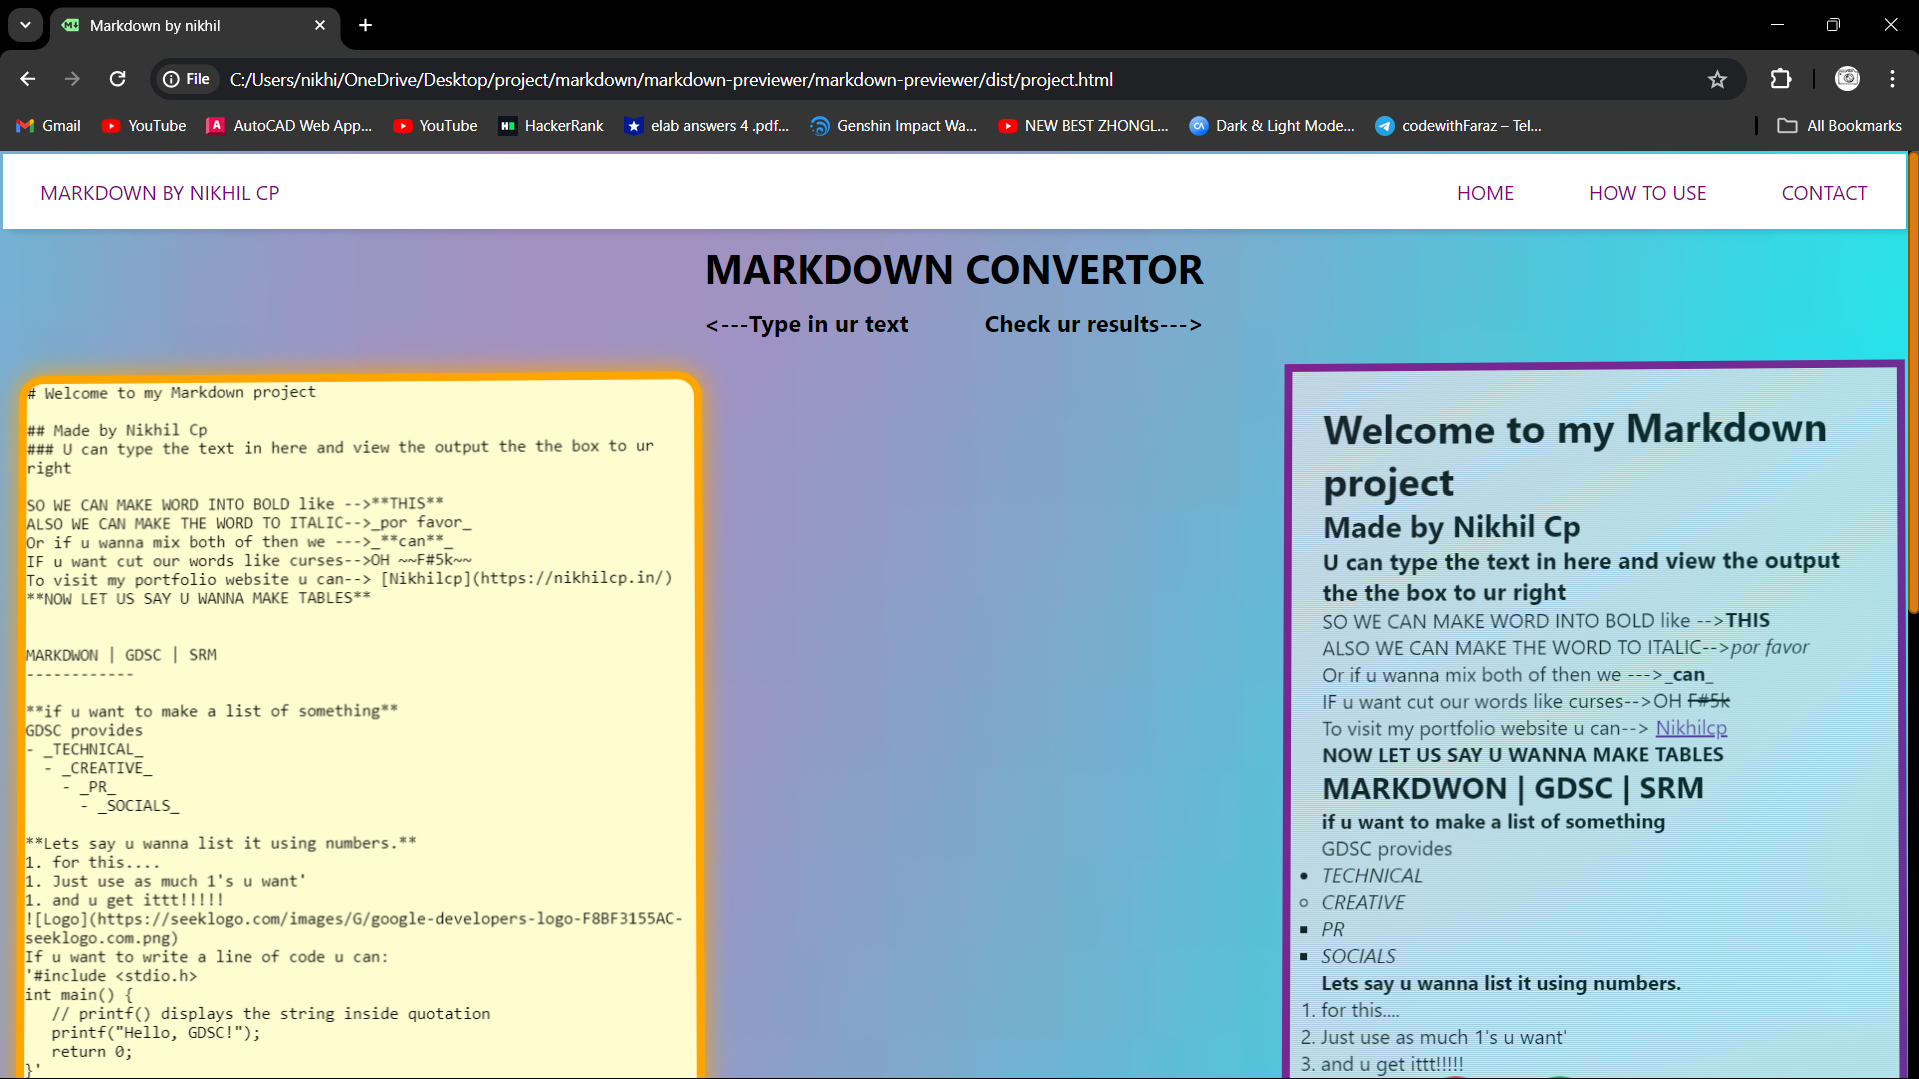 Markdown by nikhil
File
C:/Users/nikhi/OneDrive/Desktop/project/markdown/markdown-previewer/markdown-previewer/dist/project.html
Gmail
YouTube
AutoCAD Web App...
YouTube
HackerRank
elab answers 4 .pdf...
Genshin Impact Wa...
NEW BEST ZHONGL...
Dark & Light Mode...
codewithFaraz – Tel...
All Bookmarks
MARKDOWN BY NIKHIL CP
HOME
HOW TO USE
CONTACT
MARKDOWN CONVERTOR
<---Type in ur text
Check ur results--->
# Welcome to my Markdown project
## Made by Nikhil Cp
### U can type the text in here and view the output the the box to ur
right
SO WE CAN MAKE WORD INTO BOLD like -->**THIS**
ALSO WE CAN MAKE THE WORD TO ITALIC-->_por favor_
Or if u wanna mix both of then we --->_**can**_
IF u want cut our words like curses-->OH ~~F#5k~~
To visit my portfolio website u can--> [Nikhilcp](https://nikhilcp.in/)
**NOW LET US SAY U WANNA MAKE TABLES**
MARKDWON | GDSC | SRM
------------
**if u want to make a list of something**
GDSC provides
- _TECHNICAL_
- _CREATIVE_
- _PR_
- _SOCIALS_
**Lets say u wanna list it using numbers.**
1. for this....
1. Just use as much 1's u want'
1. and u get ittt!!!!!
![Logo](https://seeklogo.com/images/G/google-developers-logo-F8BF3155AC-
seeklogo.com.png)
If u want to write a line of code u can:
'#include <stdio.h>
int main() {
// printf() displays the string inside quotation
printf("Hello, GDSC!");
return 0;
}'
Welcome to my Markdown
project
Made by Nikhil Cp
U can type the text in here and view the output
the the box to ur right
SO WE CAN MAKE WORD INTO BOLD like -->THIS
ALSO WE CAN MAKE THE WORD TO ITALIC-->por favor
Or if u wanna mix both of then we --->_can_
IF u want cut our words like curses-->OH F#5k
To visit my portfolio website u can--> Nikhilcp
NOW LET US SAY U WANNA MAKE TABLES
MARKDWON | GDSC | SRM
if u want to make a list of something
GDSC provides
TECHNICAL
CREATIVE
PR
SOCIALS
Lets say u wanna list it using numbers.
1. for this....
2. Just use as much 1's u want'
3. and u get ittt!!!!!